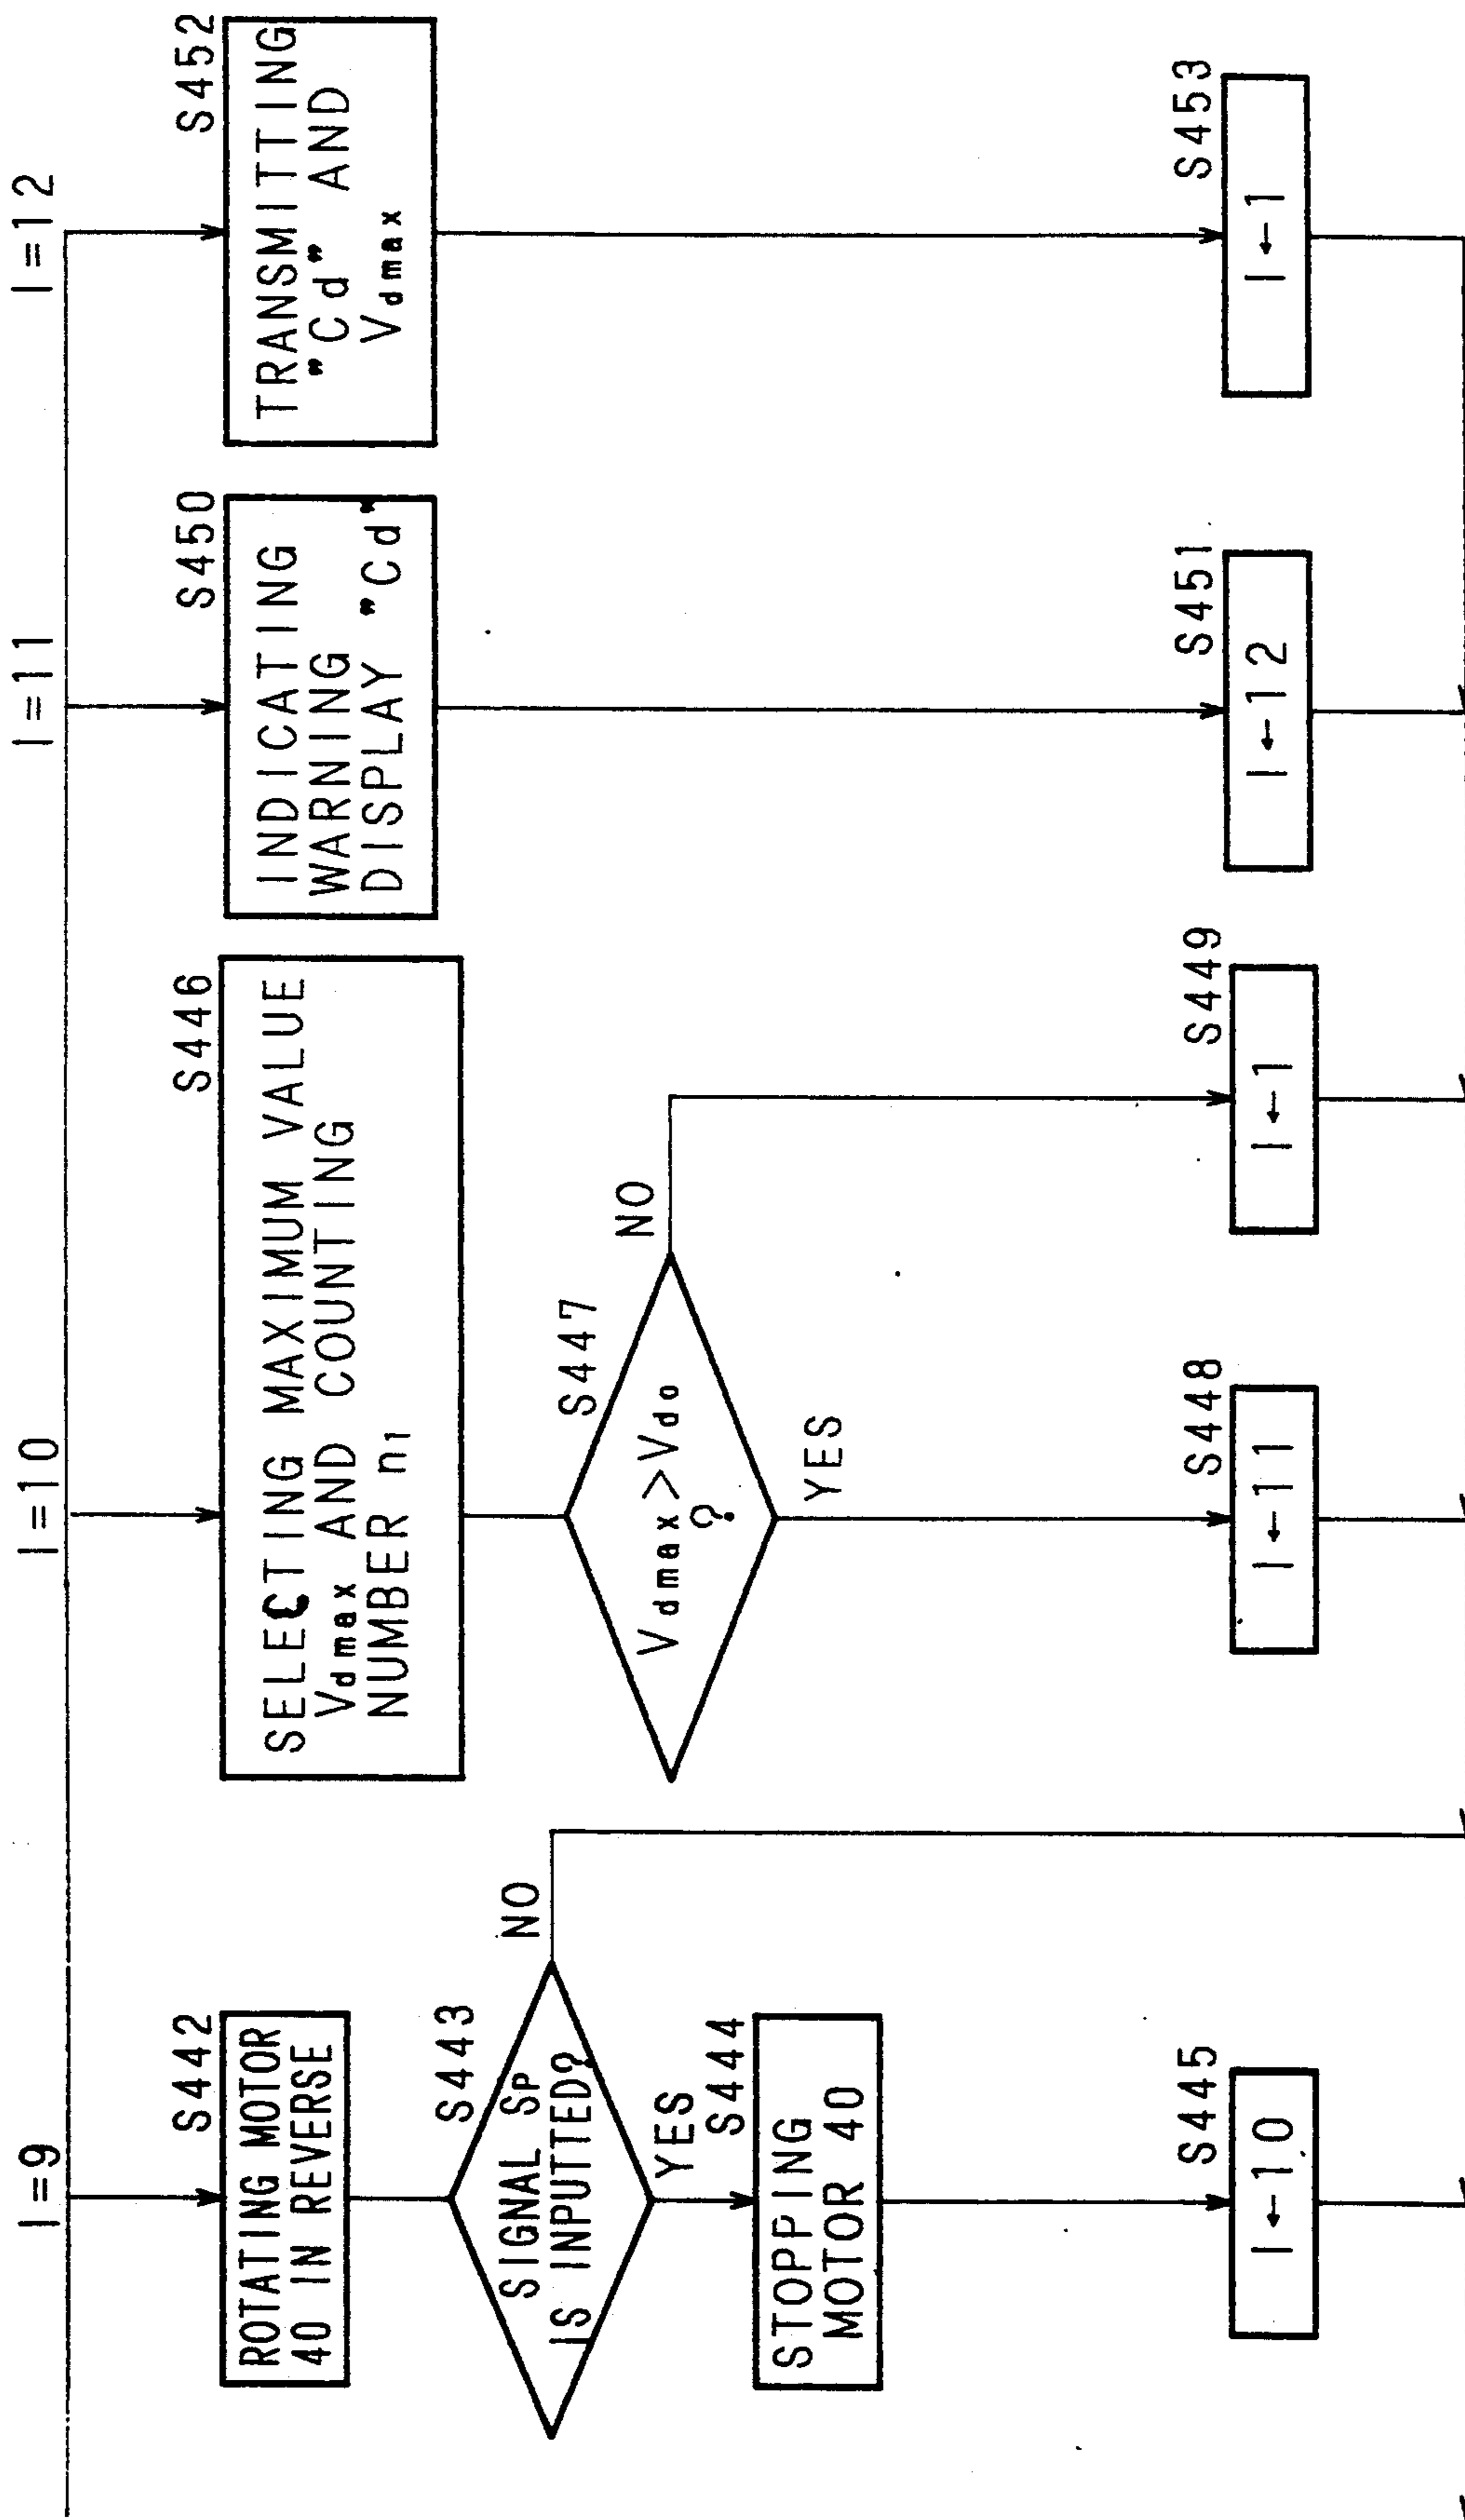 I=9
S442
ROTATING MOTOR
40 IN REVERSE
S443
SIGNAL SP
IS INPUTTED?
NO
YES
S444
STOPPING
MOTOR 40
S445
I←10
I=10
S446
SELECTING MAXIMUM VALUE
Vdmax AND COUNTING
NUMBER n1
S447
Vdmax>Vdo
?
NO
YES
S448
I←11
S449
I←1
I=11
S450
INDICATING
WARNING
DISPLAY "Cd"
S451
I←12
I=12
S452
TRANSMITTING
"Cd" AND
Vdmax
S453
I←1